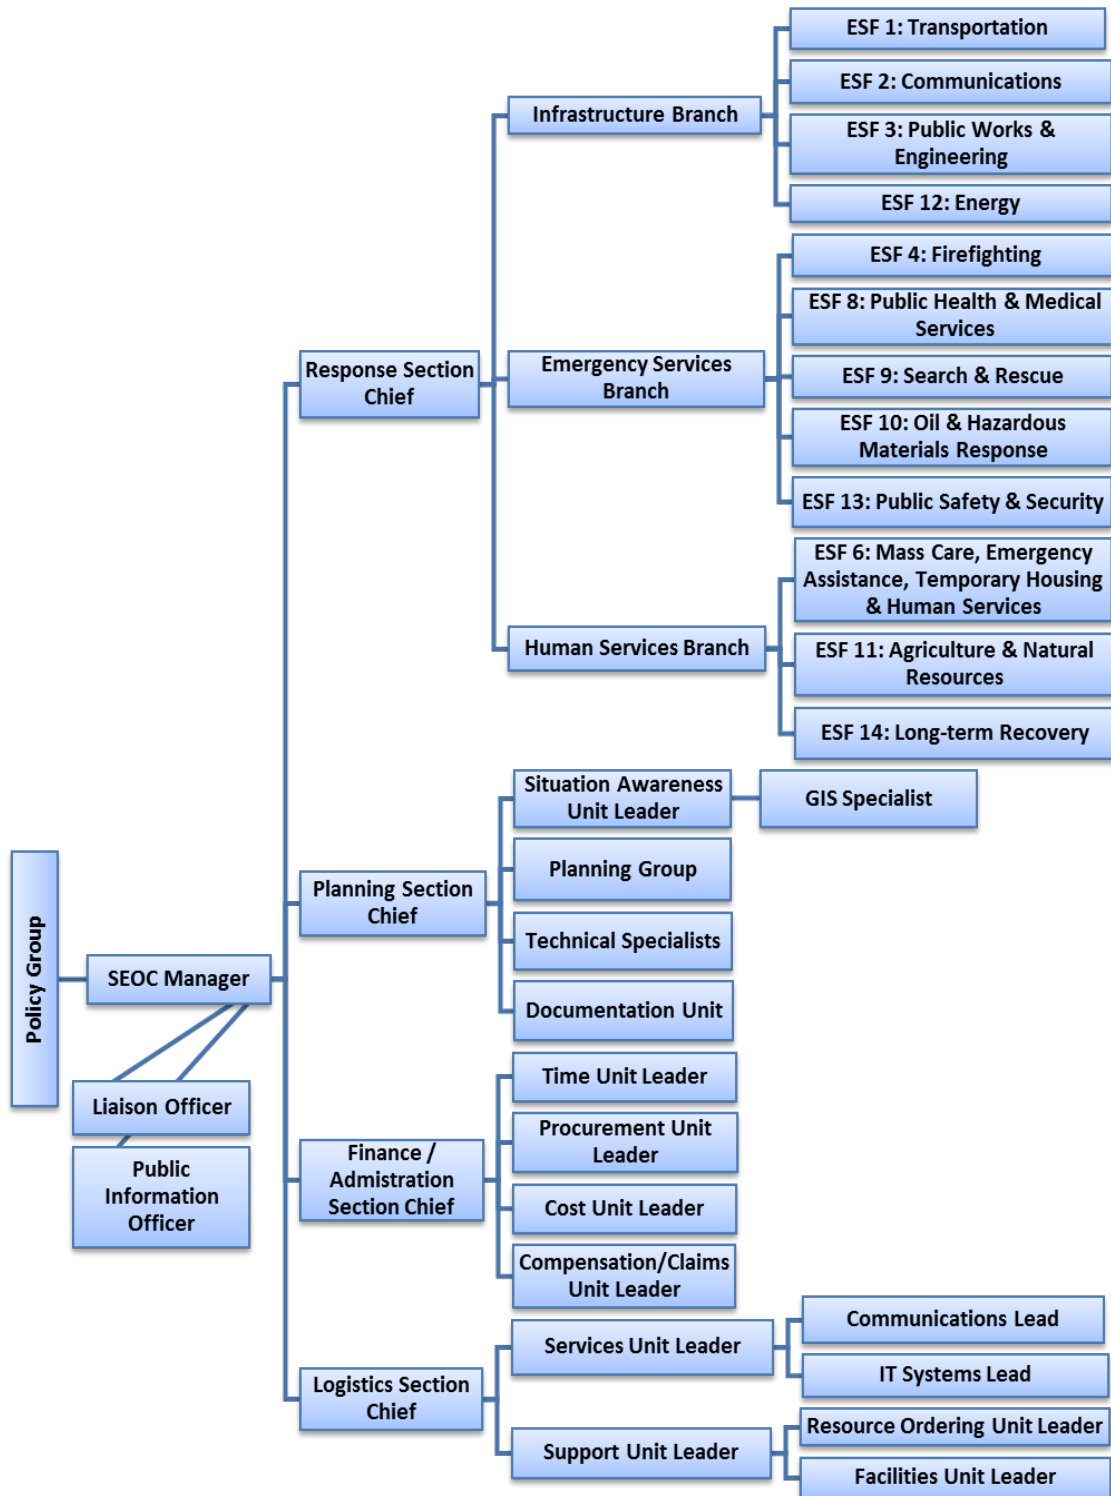 Policy Group
SEOC Manager
Liaison Officer
Public
Information
Officer
Response Section
Chief
Infrastructure Branch
ESF 1: Transportation
ESF 2: Communications
ESF 3: Public Works &
Engineering
ESF 12: Energy
Emergency Services
Branch
ESF 4: Firefighting
ESF 8: Public Health & Medical
Services
ESF 9: Search & Rescue
ESF 10: Oil & Hazardous
Materials Response
ESF 13: Public Safety & Security
Human Services Branch
ESF 6: Mass Care, Emergency
Assistance, Temporary Housing
& Human Services
ESF 11: Agriculture & Natural
Resources
ESF 14: Long-term Recovery
Planning Section
Chief
Situation Awareness
Unit Leader
GIS Specialist
Planning Group
Technical Specialists
Documentation Unit
Finance /
Admistration
Section Chief
Time Unit Leader
Procurement Unit
Leader
Cost Unit Leader
Compensation/Claims
Unit Leader
Logistics Section
Chief
Services Unit Leader
Communications Lead
IT Systems Lead
Support Unit Leader
Resource Ordering Unit Leader
Facilities Unit Leader